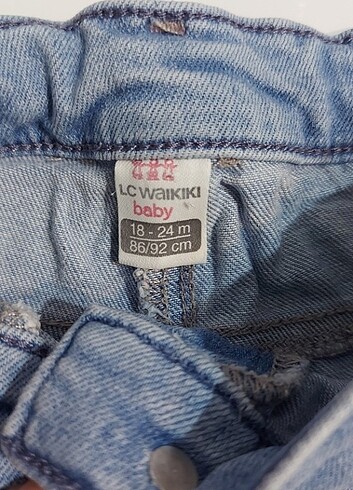 LC WAIKIKI
baby
18 - 24 m
86/92 cm